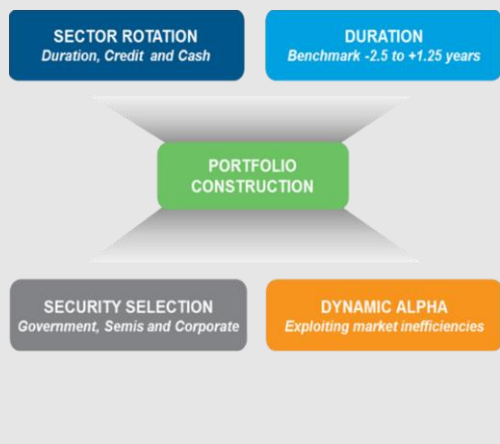 SECTOR ROTATION
Duration, Credit and Cash
DURATION
Benchmark -2.5 to +1.25 years
PORTFOLIO
CONSTRUCTION
SECURITY SELECTION
Government, Semis and Corporate
DYNAMIC ALPHA
Exploiting market inefficiencies